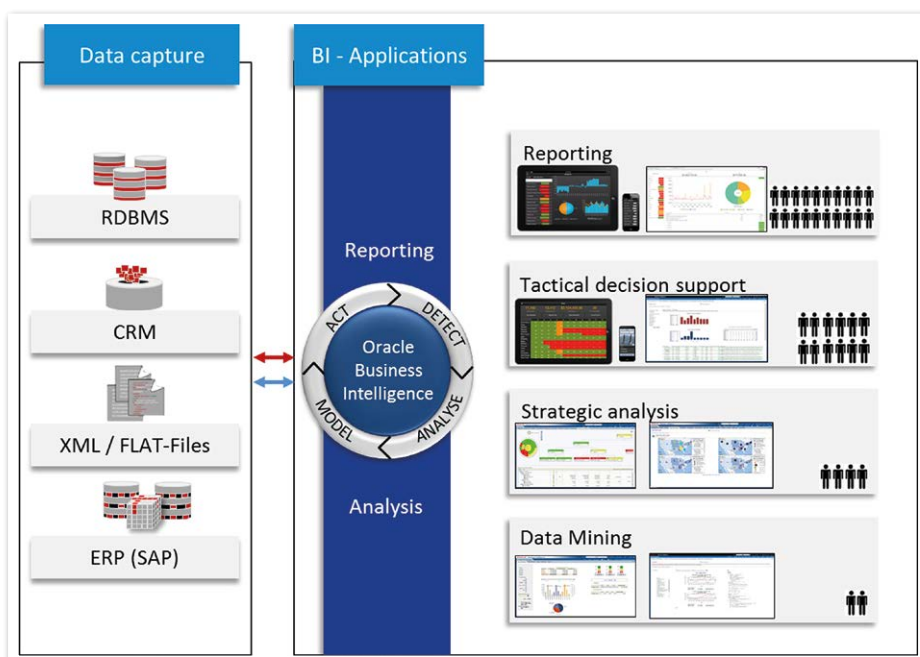 Data capture
BI - Applications
RDBMS
CRM
XML / FLAT-Files
ERP (SAP)
Reporting
ACT
DETECT
Oracle
Business
Intelligence
MODEL
ANALYSE
Analysis
Reporting
Tactical decision support
Strategic analysis
Data Mining